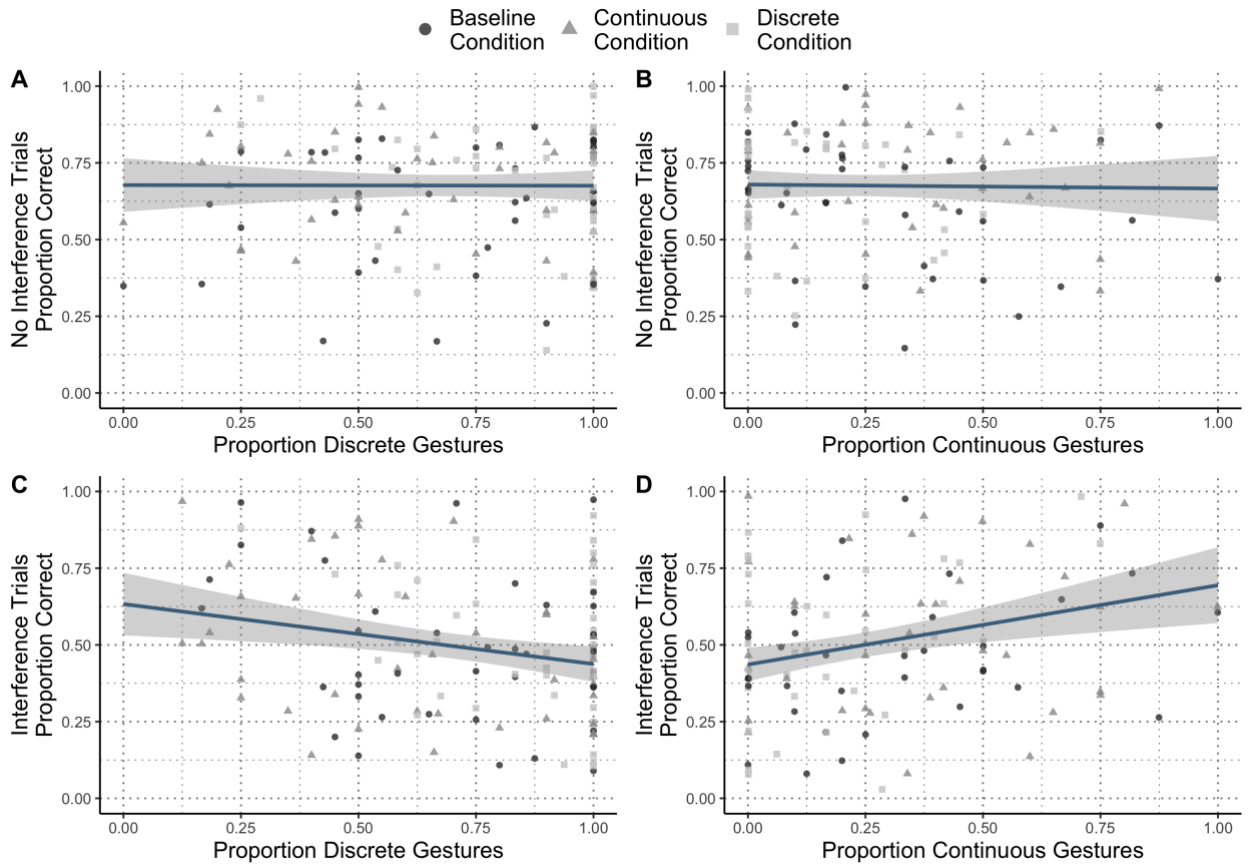 Baseline Condition
Continuous Condition
Discrete Condition
A
No Interference Trials
Proportion Correct
1.00
0.75
0.50
0.25
0.00
0.00 0.25 0.50 0.75 1.00
Proportion Discrete Gestures
B
No Interference Trials
Proportion Correct
1.00
0.75
0.50
0.25
0.00
0.00 0.25 0.50 0.75 1.00
Proportion Continuous Gestures
C
Interference Trials
Proportion Correct
1.00
0.75
0.50
0.25
0.00
0.00 0.25 0.50 0.75 1.00
Proportion Discrete Gestures
D
Interference Trials
Proportion Correct
1.00
0.75
0.50
0.25
0.00
0.00 0.25 0.50 0.75 1.00
Proportion Continuous Gestures